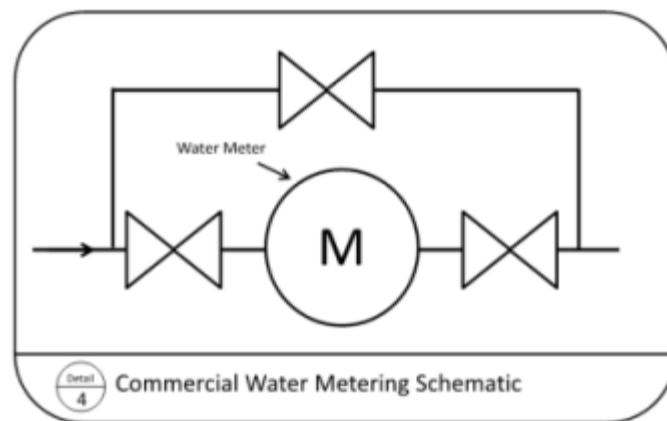 Water Meter
M
Detail
4
Commercial Water Metering Schematic